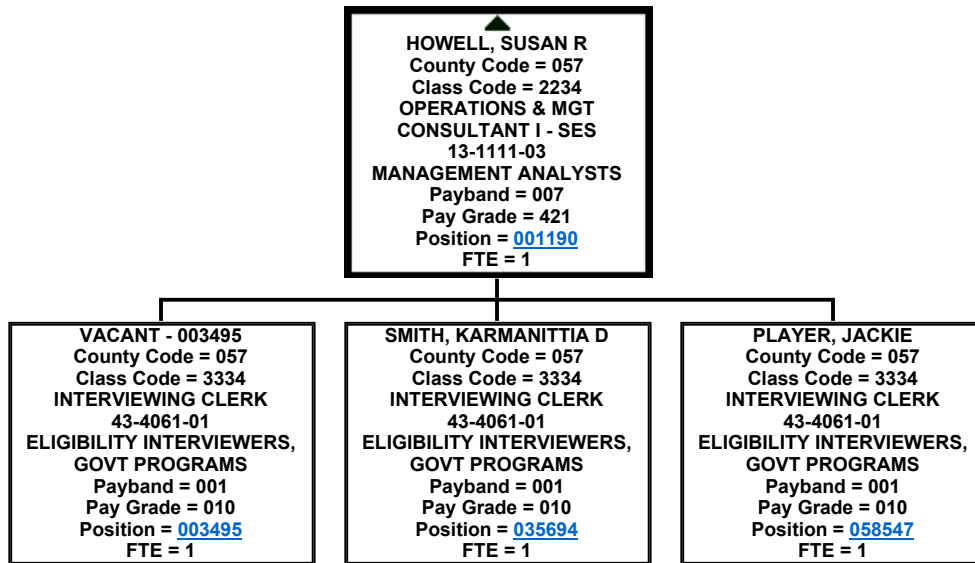 HOWELL, SUSAN R
County Code = 057
Class Code = 2234
OPERATIONS & MGT
CONSULTANT I - SES
13-1111-03
MANAGEMENT ANALYSTS
Payband = 007
Pay Grade = 421
Position = 001190
FTE = 1
VACANT - 003495
County Code = 057
Class Code = 3334
INTERVIEWING CLERK
43-4061-01
ELIGIBILITY INTERVIEWERS,
GOVT PROGRAMS
Payband = 001
Pay Grade = 010
Position = 003495
FTE = 1
SMITH, KARMANITTIA D
County Code = 057
Class Code = 3334
INTERVIEWING CLERK
43-4061-01
ELIGIBILITY INTERVIEWERS,
GOVT PROGRAMS
Payband = 001
Pay Grade = 010
Position = 035694
FTE = 1
PLAYER, JACKIE
County Code = 057
Class Code = 3334
INTERVIEWING CLERK
43-4061-01
ELIGIBILITY INTERVIEWERS,
GOVT PROGRAMS
Payband = 001
Pay Grade = 010
Position = 058547
FTE = 1